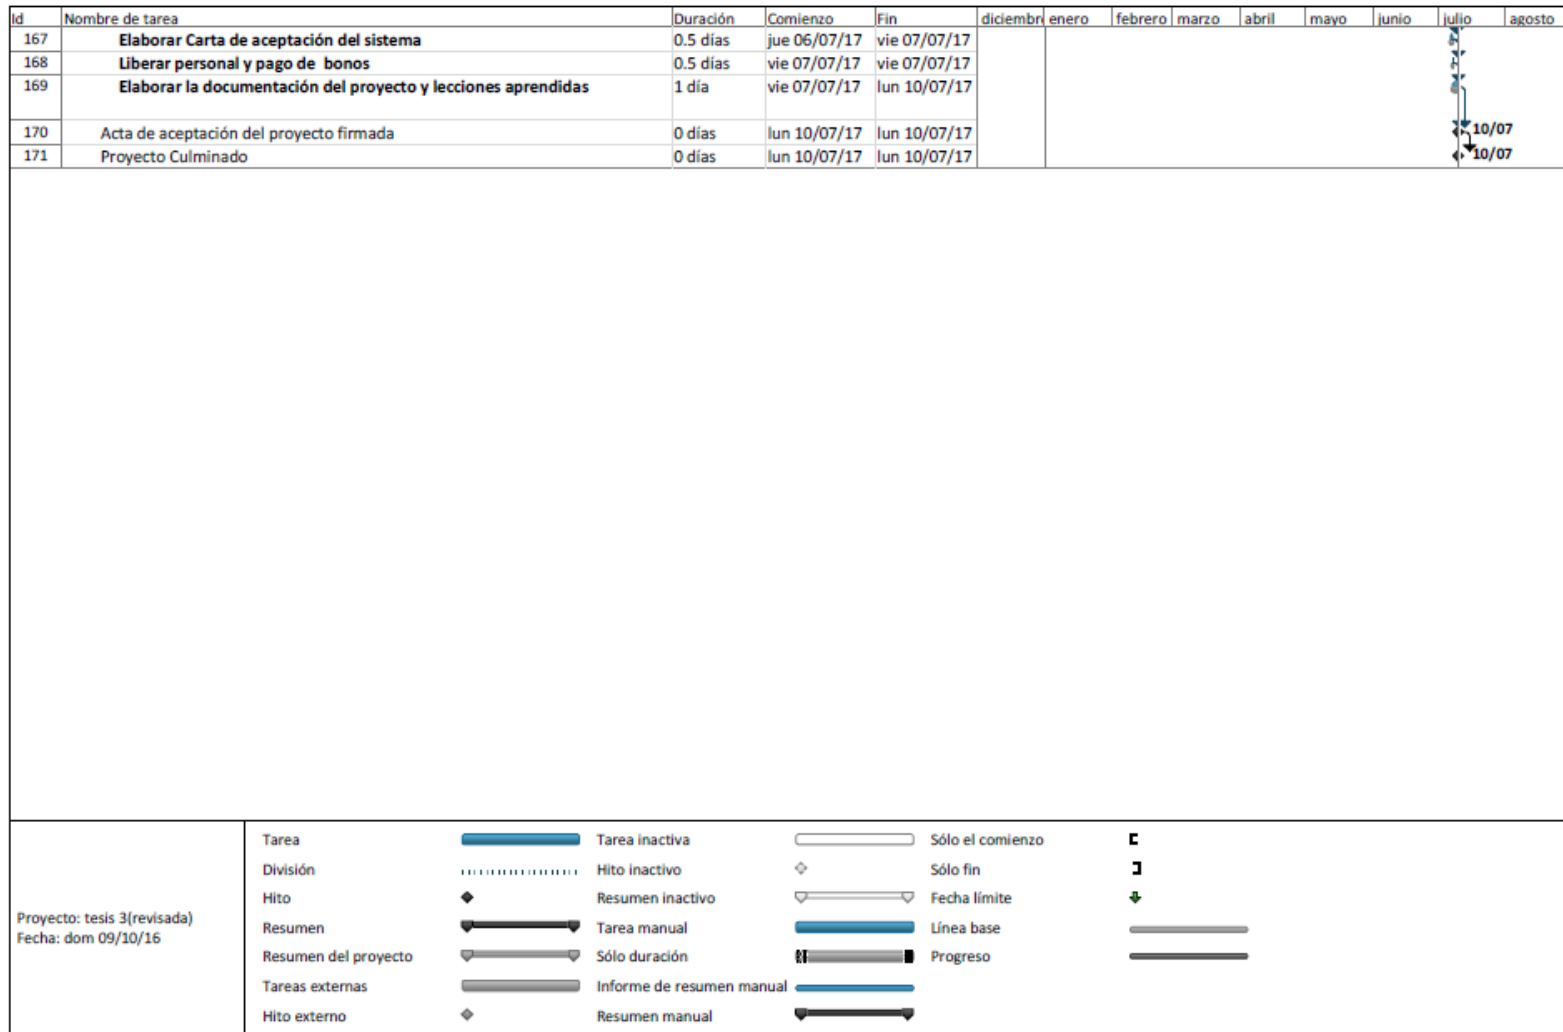 Id Nombre de tarea Duración Comienzo Fin diciembre enero febrero marzo abril mayo junio julio agosto
167 Elaborar Carta de aceptación del sistema 0.5 días jue 06/07/17 vie 07/07/17
168 Liberar personal y pago de bonos 0.5 días vie 07/07/17 vie 07/07/17
169 Elaborar la documentación del proyecto y lecciones aprendidas 1 día vie 07/07/17 lun 10/07/17
170 Acta de aceptación del proyecto firmada 0 días lun 10/07/17 lun 10/07/17 10/07
171 Proyecto Culminado 0 días lun 10/07/17 lun 10/07/17 10/07
Proyecto: tesis 3(revisada)
Fecha: dom 09/10/16
Tarea Tarea inactiva Sólo el comienzo
División Hito inactivo Sólo fin
Hito Resumen inactivo Fecha límite
Resumen Tarea manual Línea base
Resumen del proyecto Sólo duración Progreso
Tareas externas Informe de resumen manual
Hito externo Resumen manual